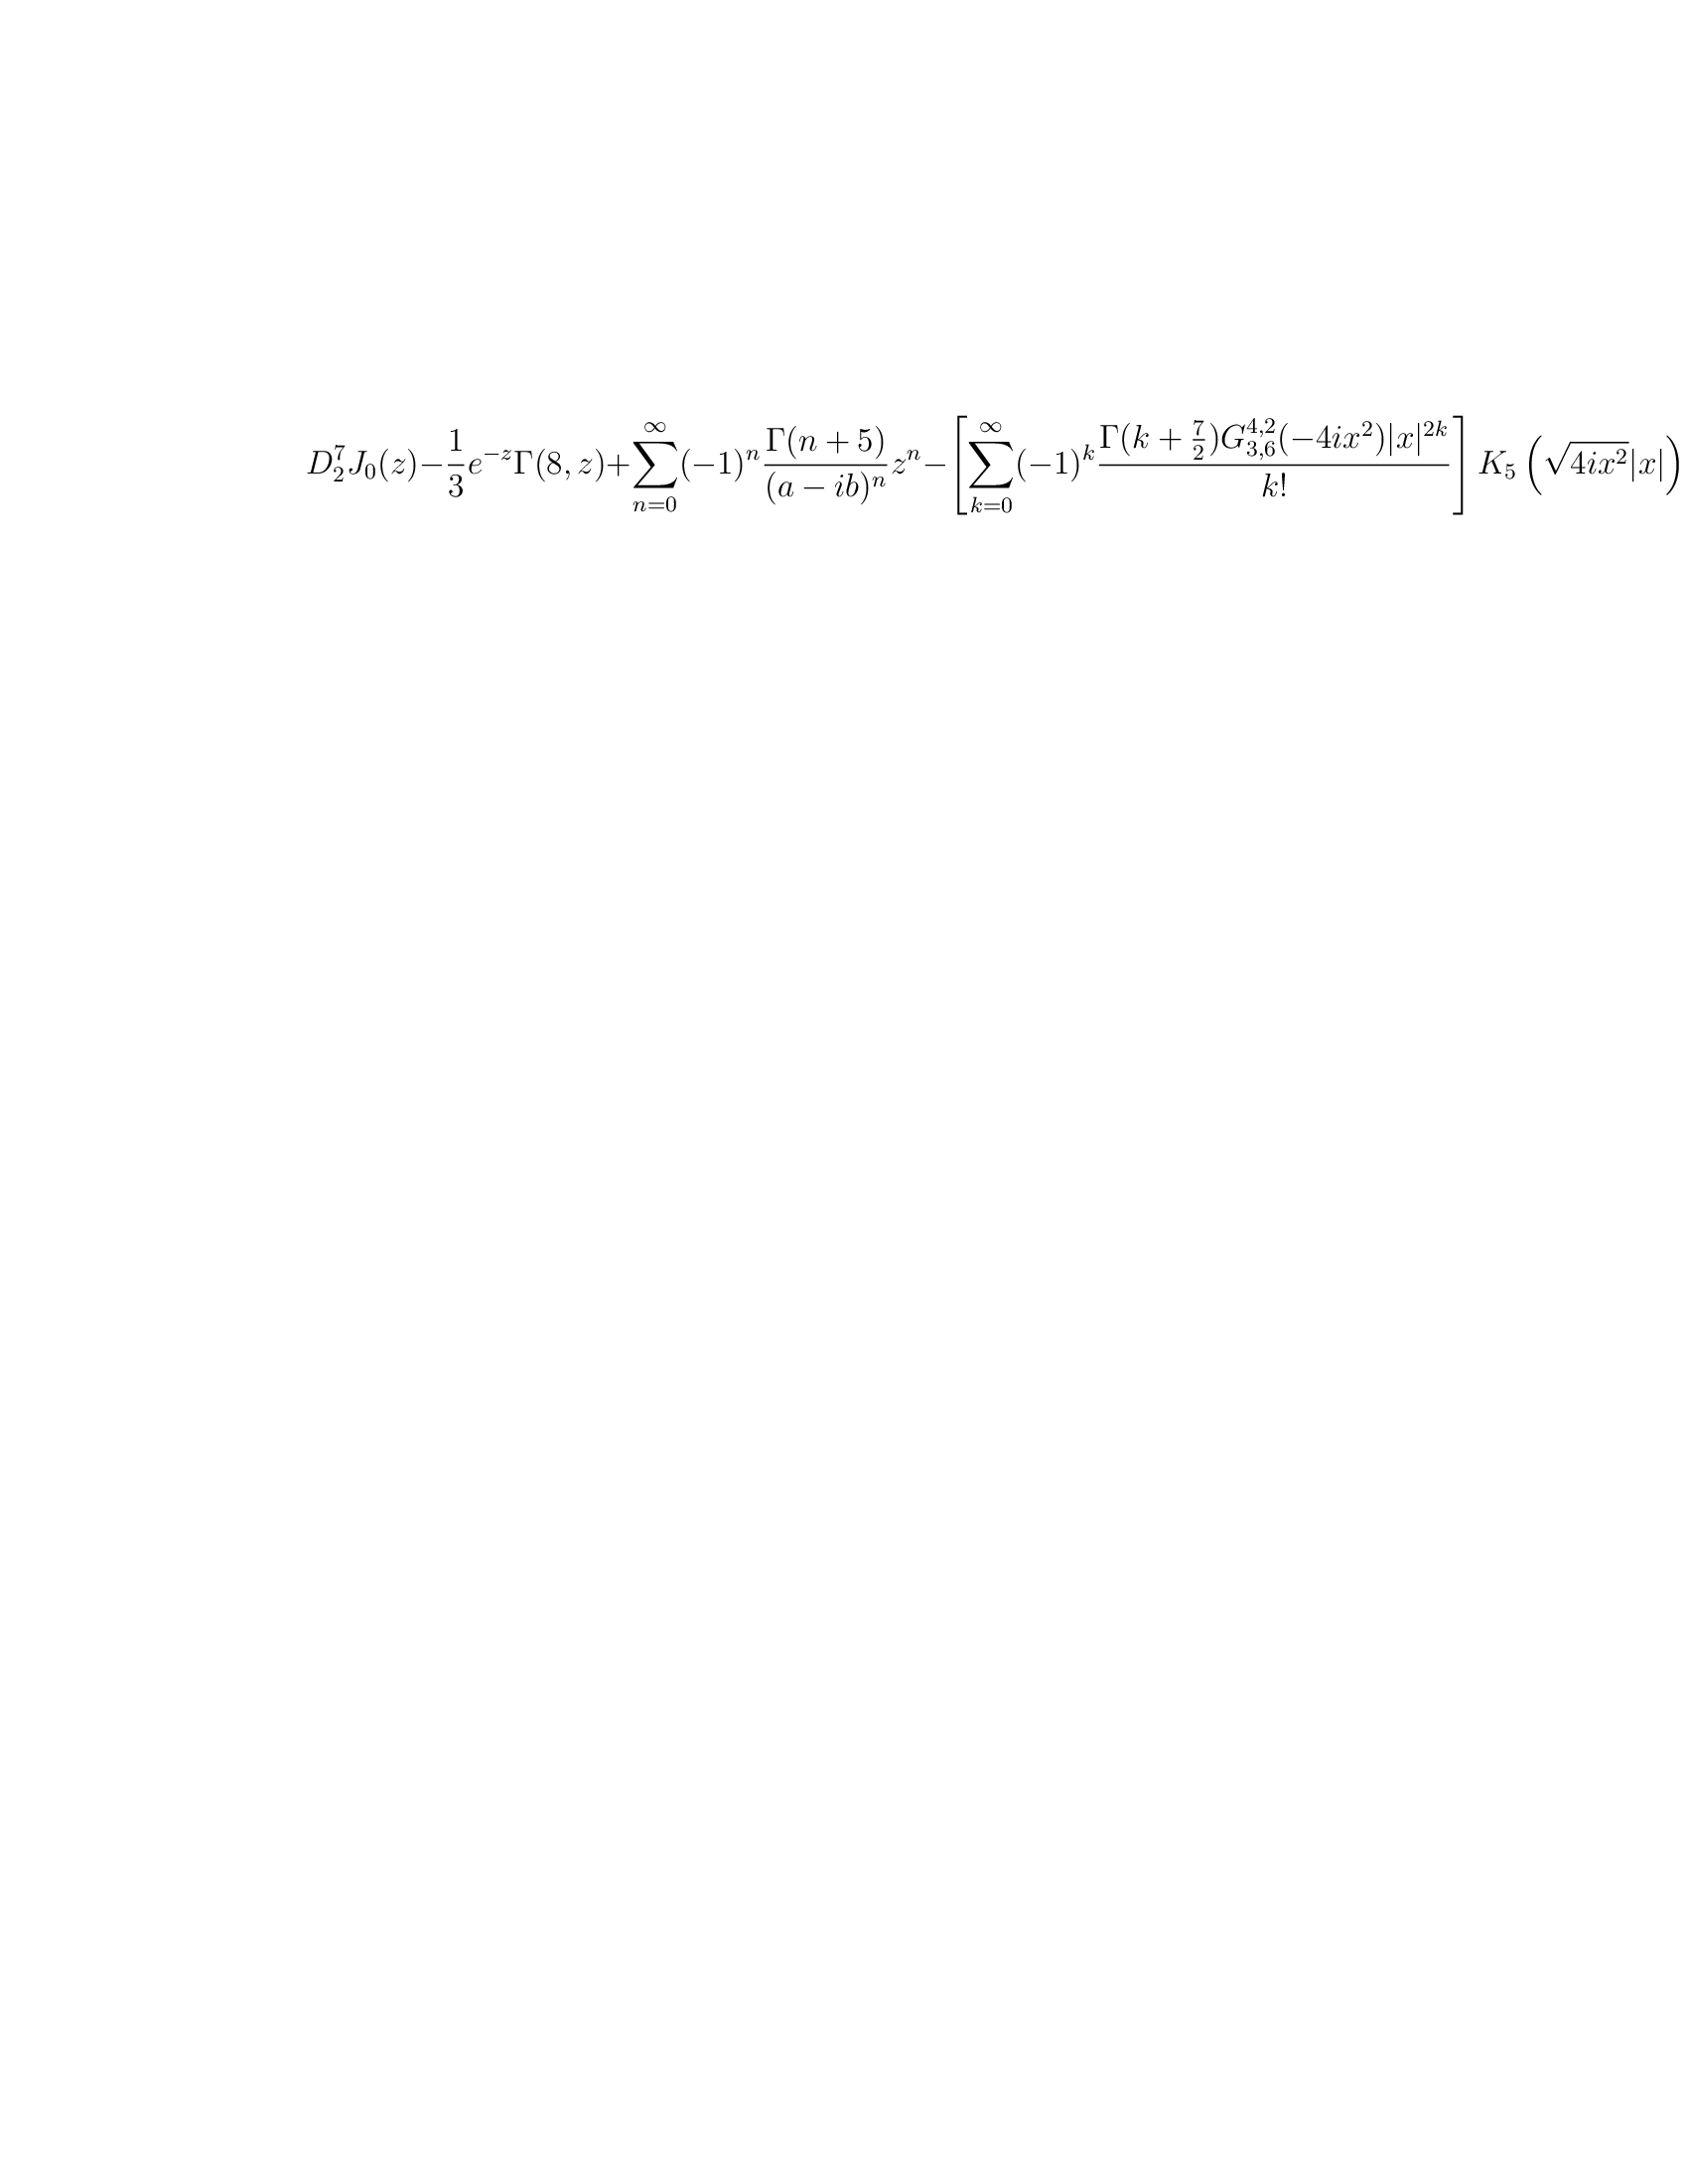 $D_2^7 J_0(z) - \frac{1}{3} e^{-z} \Gamma(8, z) + \sum_{n=0}^{\infty} (-1)^n \frac{\Gamma(n+5)}{(a-ib)^n} z^n - \left[ \sum_{k=0}^{\infty} (-1)^k \frac{\Gamma(k+\frac{7}{2}) G_{3,6}^{4,2}(-4ix^2) |x|^{2k}}{k!} \right] K_5 \left( \sqrt{4ix^2} |x| \right)$